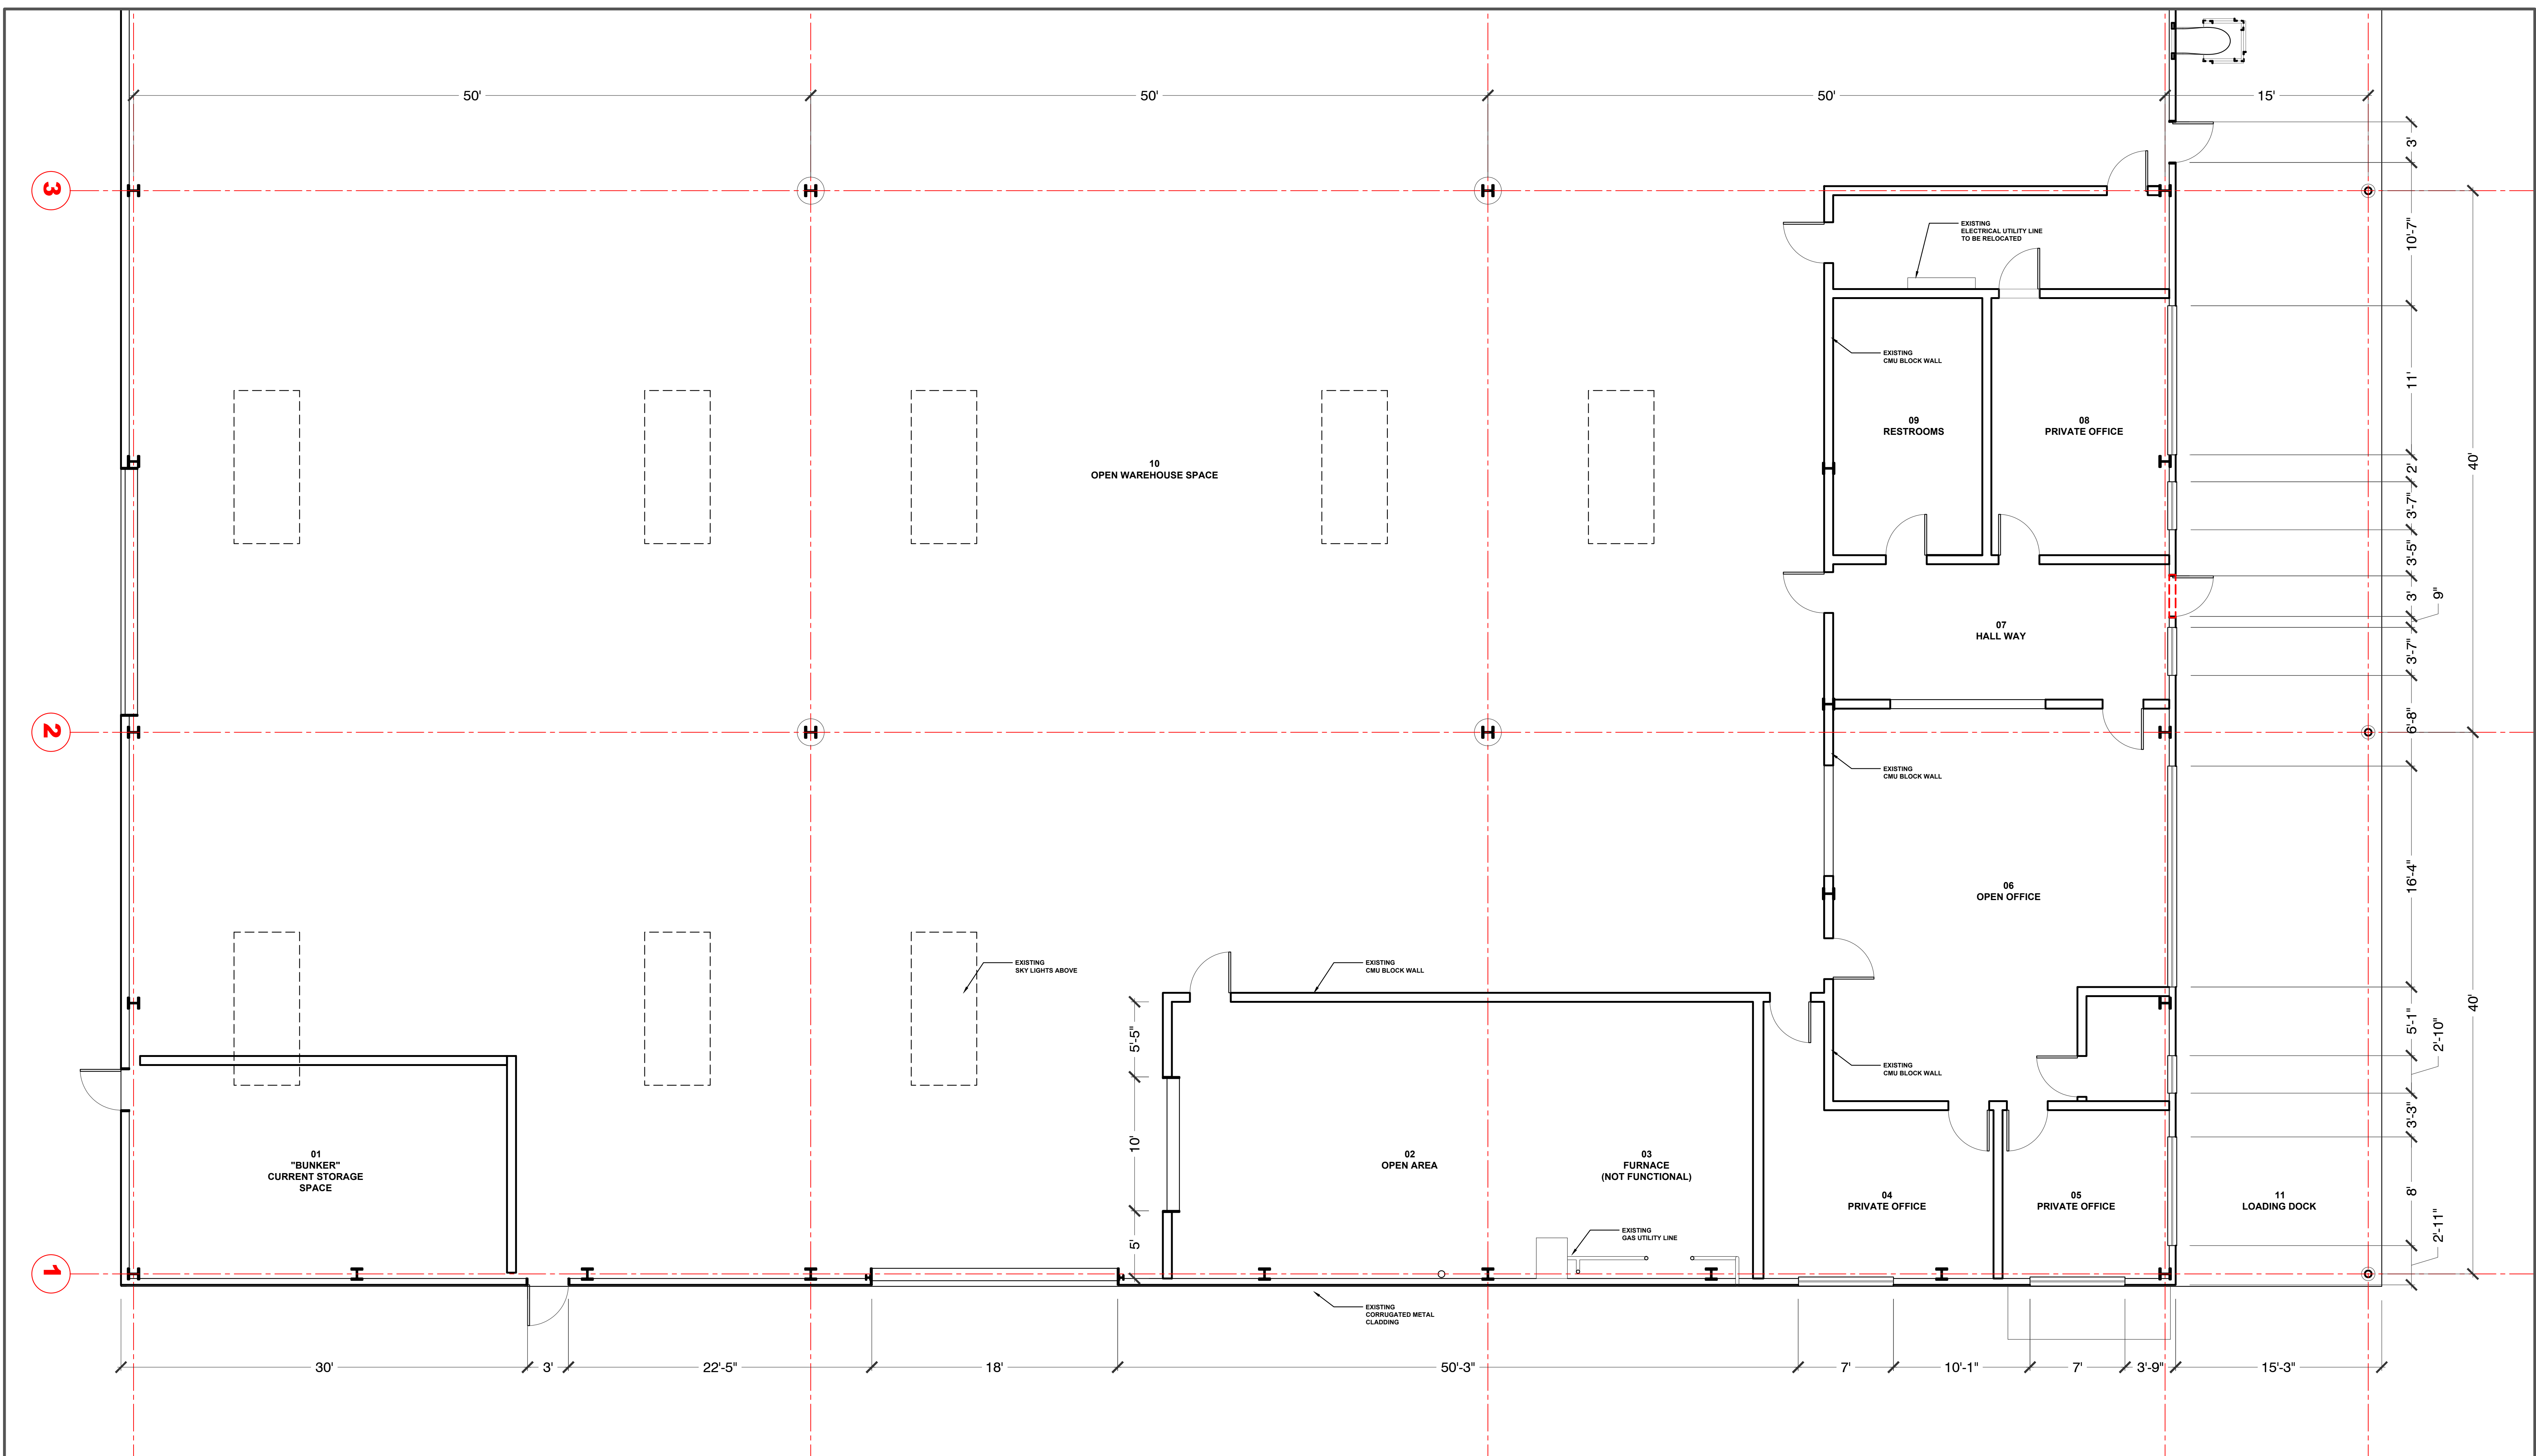 50'
50'
50'
15'
3'
3
10'-7"
EXISTING
ELECTRICAL UTILITY LINE
TO BE RELOCATED
EXISTING
CMU BLOCK WALL
11'
09
RESTROOMS
08
PRIVATE OFFICE
10
OPEN WAREHOUSE SPACE
2'
40'
3'-7"
3'-5"
3'
9"
07
HALL WAY
3'-7"
2
6'-8"
EXISTING
CMU BLOCK WALL
16'-4"
06
OPEN OFFICE
EXISTING
SKY LIGHTS ABOVE
EXISTING
CMU BLOCK WALL
40'
5'-5"
5'-1"
2'-10"
EXISTING
CMU BLOCK WALL
3'-3"
10'
01
"BUNKER"
CURRENT STORAGE
SPACE
02
OPEN AREA
03
FURNACE
(NOT FUNCTIONAL)
04
PRIVATE OFFICE
05
PRIVATE OFFICE
8'
11
LOADING DOCK
5'
EXISTING
GAS UTILITY LINE
2'-11"
1
EXISTING
CORRUGATED METAL
CLADDING
30'
3'
22'-5"
18'
50'-3"
7'
10'-1"
7'
3'-9"
15'-3"